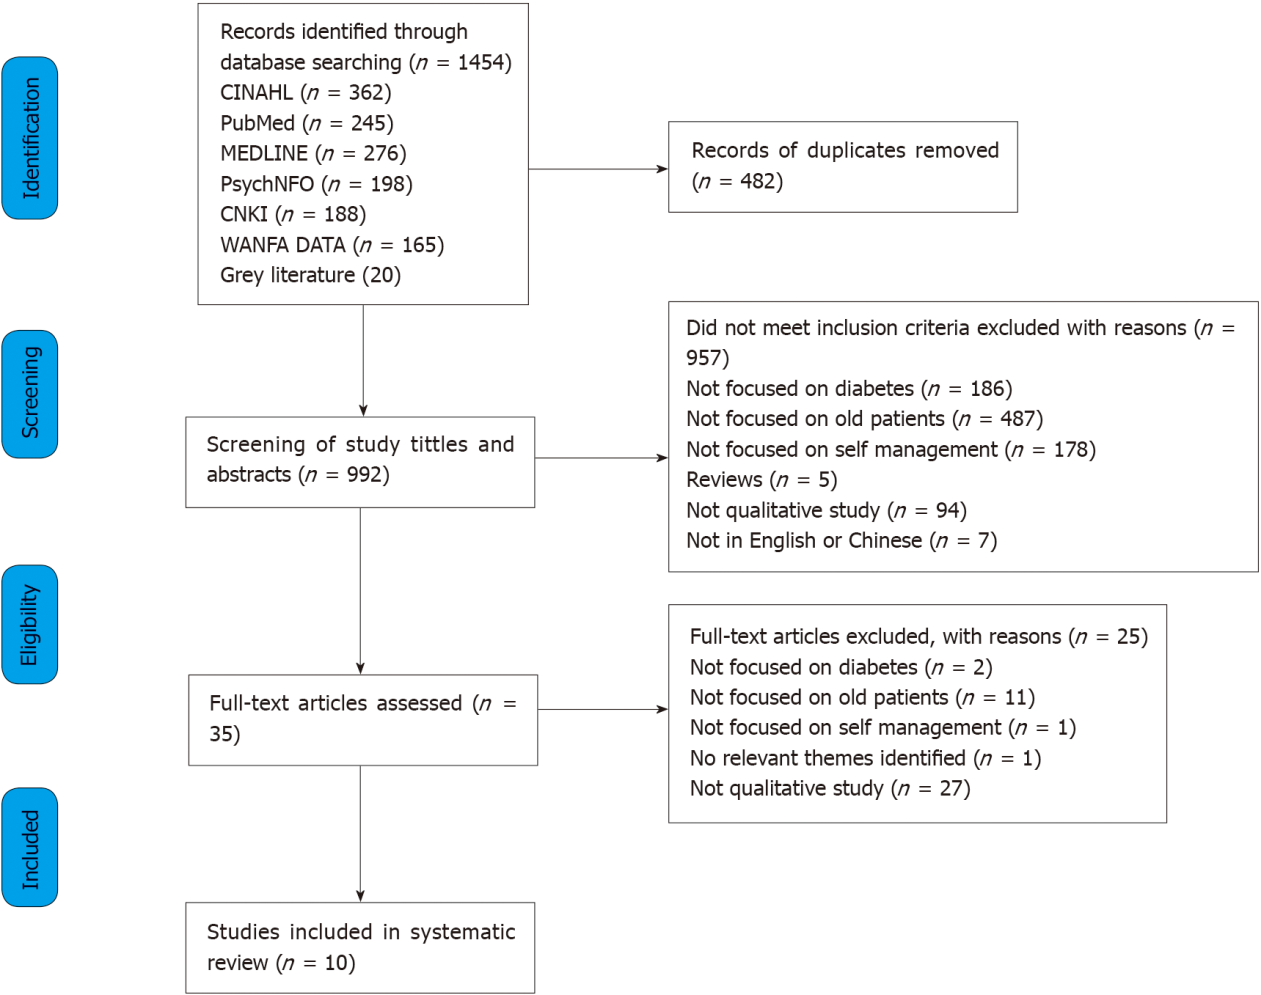 Identification
Records identified through
database searching (n = 1454)
CINAHL (n = 362)
PubMed (n = 245)
MEDLINE (n = 276)
PsychNFO (n = 198)
CNKI (n = 188)
WANFA DATA (n = 165)
Grey literature (20)
Records of duplicates removed
(n = 482)
Screening
Screening of study tittles and
abstracts (n = 992)
Did not meet inclusion criteria excluded with reasons (n =
957)
Not focused on diabetes (n = 186)
Not focused on old patients (n = 487)
Not focused on self management (n = 178)
Reviews (n = 5)
Not qualitative study (n = 94)
Not in English or Chinese (n = 7)
Eligibility
Full-text articles assessed (n =
35)
Full-text articles excluded, with reasons (n = 25)
Not focused on diabetes (n = 2)
Not focused on old patients (n = 11)
Not focused on self management (n = 1)
No relevant themes identified (n = 1)
Not qualitative study (n = 27)
Included
Studies included in systematic
review (n = 10)